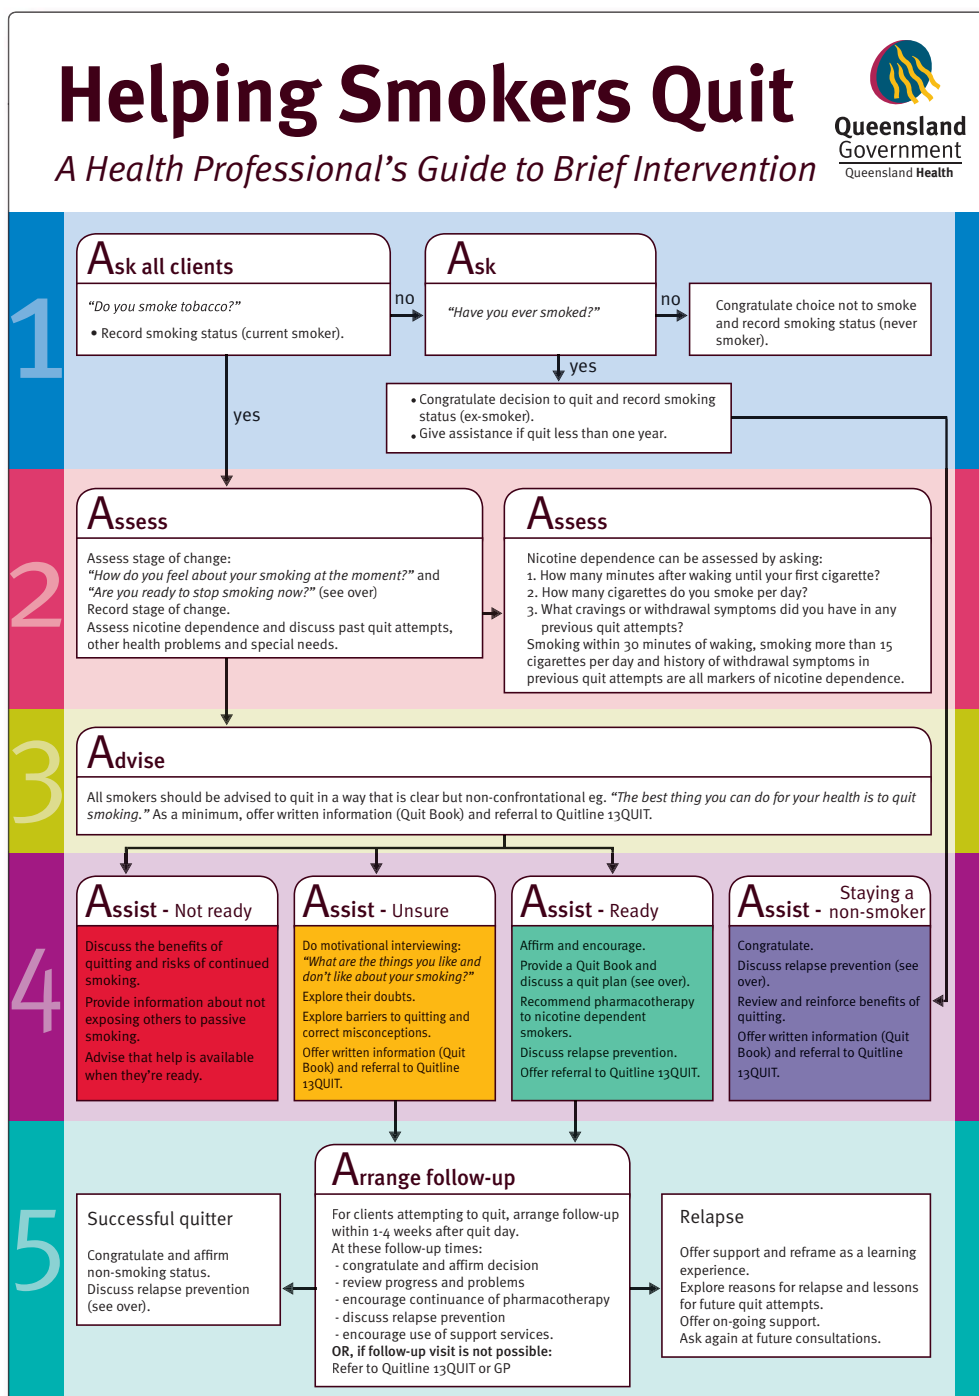 Helping Smokers Quit
A Health Professional's Guide to Brief Intervention
Queensland
Government
Queensland Health
1
Ask all clients
"Do you smoke tobacco?"
• Record smoking status (current smoker).
no
Ask
"Have you ever smoked?"
no
Congratulate choice not to smoke
and record smoking status (never
smoker).
yes
yes
• Congratulate decision to quit and record smoking
status (ex-smoker).
• Give assistance if quit less than one year.
2
Assess
Assess stage of change:
"How do you feel about your smoking at the moment?" and
"Are you ready to stop smoking now?" (see over)
Record stage of change.
Assess nicotine dependence and discuss past quit attempts,
other health problems and special needs.
Assess
Nicotine dependence can be assessed by asking:
1. How many minutes after waking until your first cigarette?
2. How many cigarettes do you smoke per day?
3. What cravings or withdrawal symptoms did you have in any
previous quit attempts?
Smoking within 30 minutes of waking, smoking more than 15
cigarettes per day and history of withdrawal symptoms in
previous quit attempts are all markers of nicotine dependence.
3
Advise
All smokers should be advised to quit in a way that is clear but non-confrontational eg. "The best thing you can do for your health is to quit
smoking." As a minimum, offer written information (Quit Book) and referral to Quitline 13QUIT.
4
Assist - Not ready
Discuss the benefits of
quitting and risks of continued
smoking.
Provide information about not
exposing others to passive
smoking.
Advise that help is available
when they're ready.
Assist - Unsure
Do motivational interviewing:
"What are the things you like and
don't like about your smoking?"
Explore their doubts.
Explore barriers to quitting and
correct misconceptions.
Offer written information (Quit
Book) and referral to Quitline
13QUIT.
Assist - Ready
Affirm and encourage.
Provide a Quit Book and
discuss a quit plan (see over).
Recommend pharmacotherapy
to nicotine dependent
smokers.
Discuss relapse prevention.
Offer referral to Quitline 13QUIT.
Assist - Staying a
non-smoker
Congratulate.
Discuss relapse prevention (see
over).
Review and reinforce benefits of
quitting.
Offer written information (Quit
Book) and referral to Quitline
13QUIT.
5
Successful quitter
Congratulate and affirm
non-smoking status.
Discuss relapse prevention
(see over).
Arrange follow-up
For clients attempting to quit, arrange follow-up
within 1-4 weeks after quit day.
At these follow-up times:
- congratulate and affirm decision
- review progress and problems
- encourage continuance of pharmacotherapy
- discuss relapse prevention
- encourage use of support services.
OR, if follow-up visit is not possible:
Refer to Quitline 13QUIT or GP
Relapse
Offer support and reframe as a learning
experience.
Explore reasons for relapse and lessons
for future quit attempts.
Offer on-going support.
Ask again at future consultations.